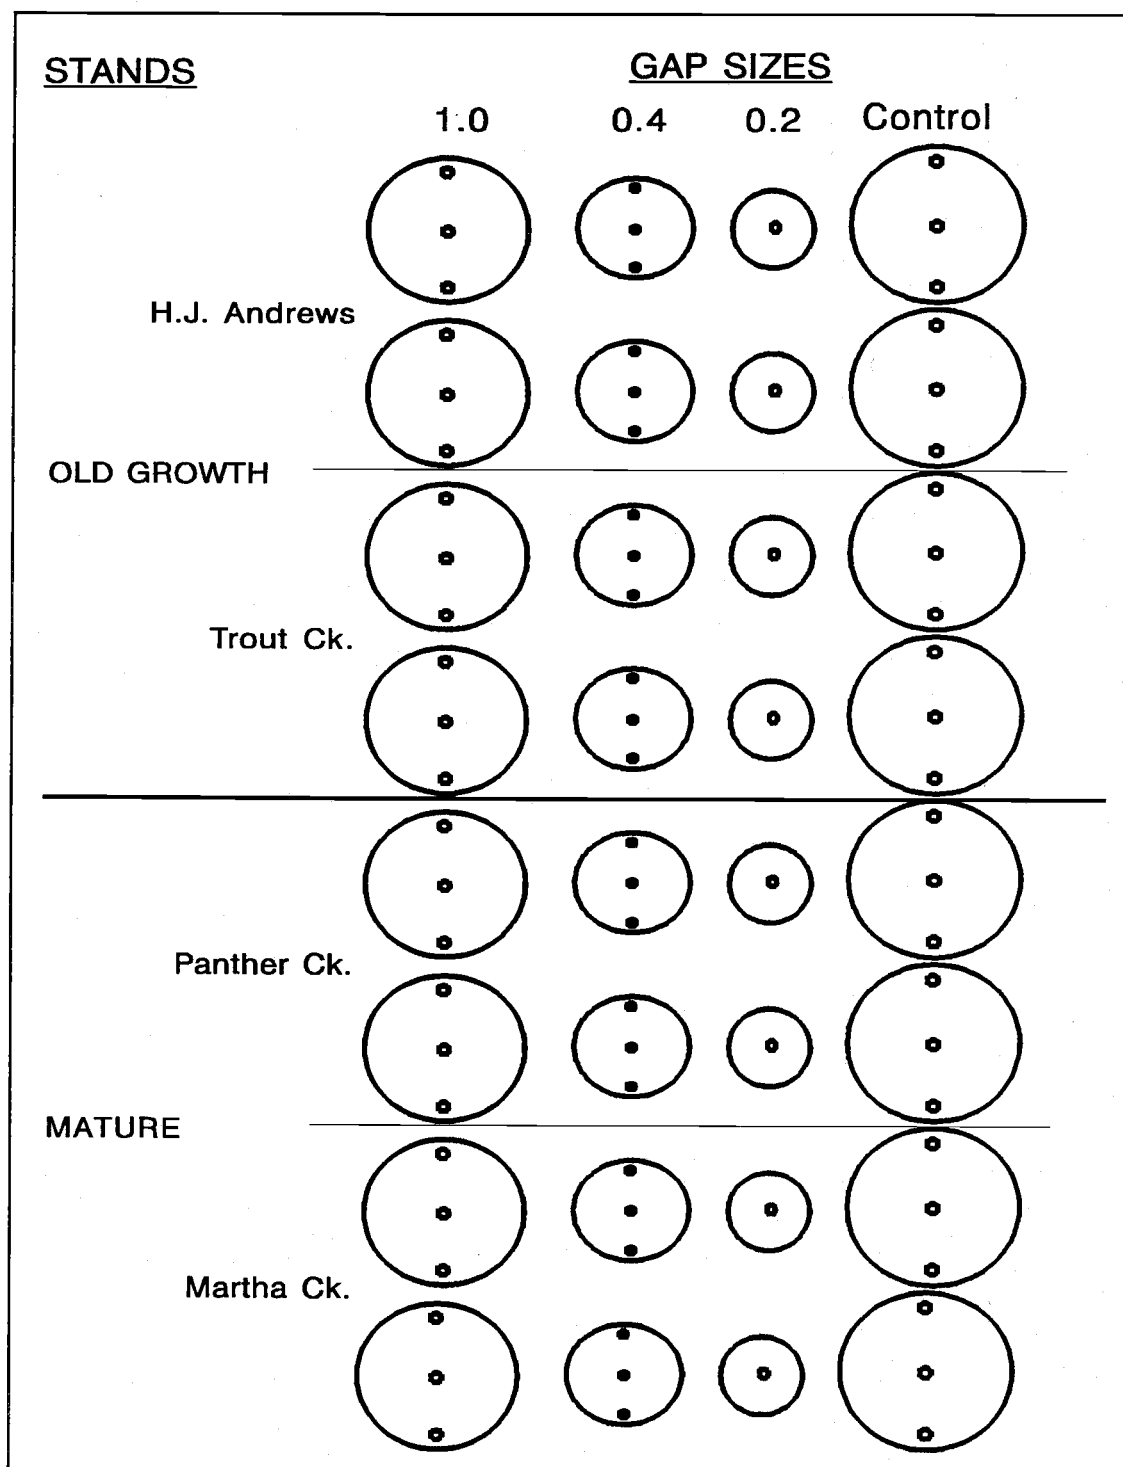 STANDS
GAP SIZES
1.0 0.4 0.2 Control
H.J. Andrews
OLD GROWTH
Trout Ck.
Panther Ck.
MATURE
Martha Ck.